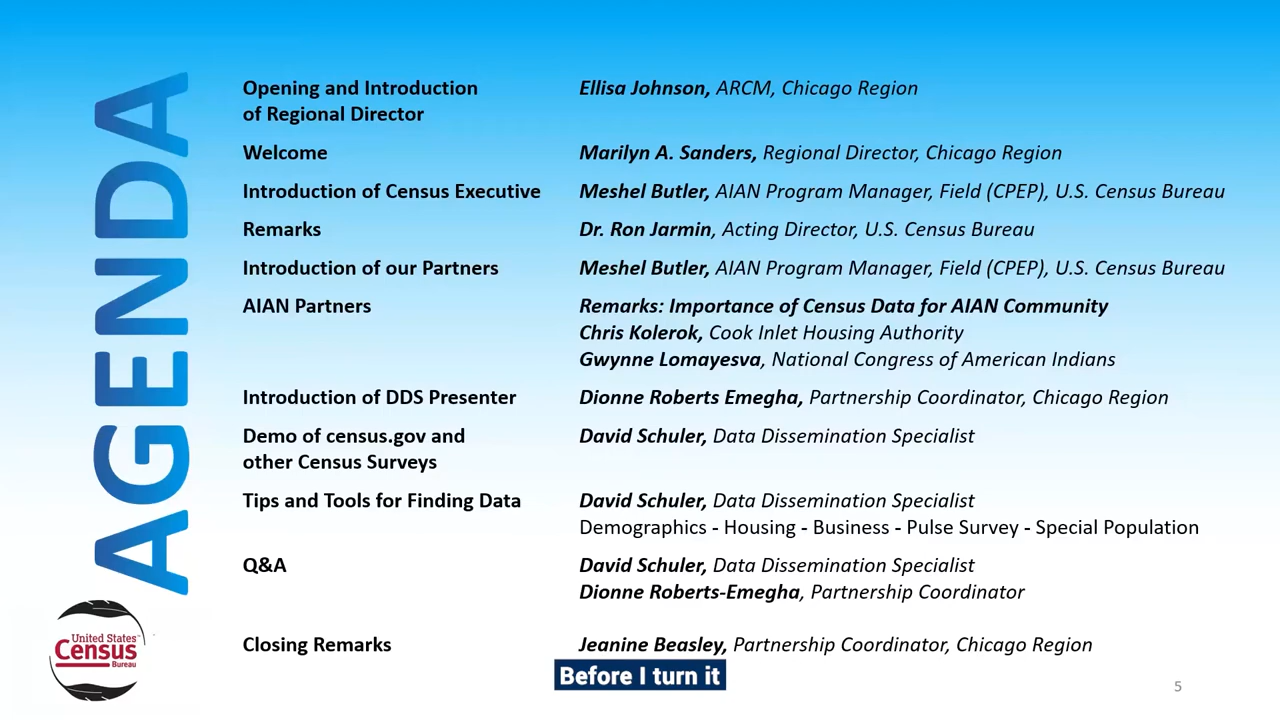 AGENDA
Opening and Introduction
of Regional Director
Ellisa Johnson, ARCM, Chicago Region
Welcome
Marilyn A. Sanders, Regional Director, Chicago Region
Introduction of Census Executive
Meshel Butler, AIAN Program Manager, Field (CPEP), U.S. Census Bureau
Remarks
Dr. Ron Jarmin, Acting Director, U.S. Census Bureau
Introduction of our Partners
Meshel Butler, AIAN Program Manager, Field (CPEP), U.S. Census Bureau
AIAN Partners
Remarks: Importance of Census Data for AIAN Community
Chris Kolerok, Cook Inlet Housing Authority
Gwynne Lomayesva, National Congress of American Indians
Introduction of DDS Presenter
Dionne Roberts Emegha, Partnership Coordinator, Chicago Region
Demo of census.gov and
other Census Surveys
David Schuler, Data Dissemination Specialist
Tips and Tools for Finding Data
David Schuler, Data Dissemination Specialist
Demographics - Housing - Business - Pulse Survey - Special Population
Q&A
David Schuler, Data Dissemination Specialist
Dionne Roberts-Emegha, Partnership Coordinator
Closing Remarks
Jeanine Beasley, Partnership Coordinator, Chicago Region
United States™
Census
Bureau
Before I turn it
5